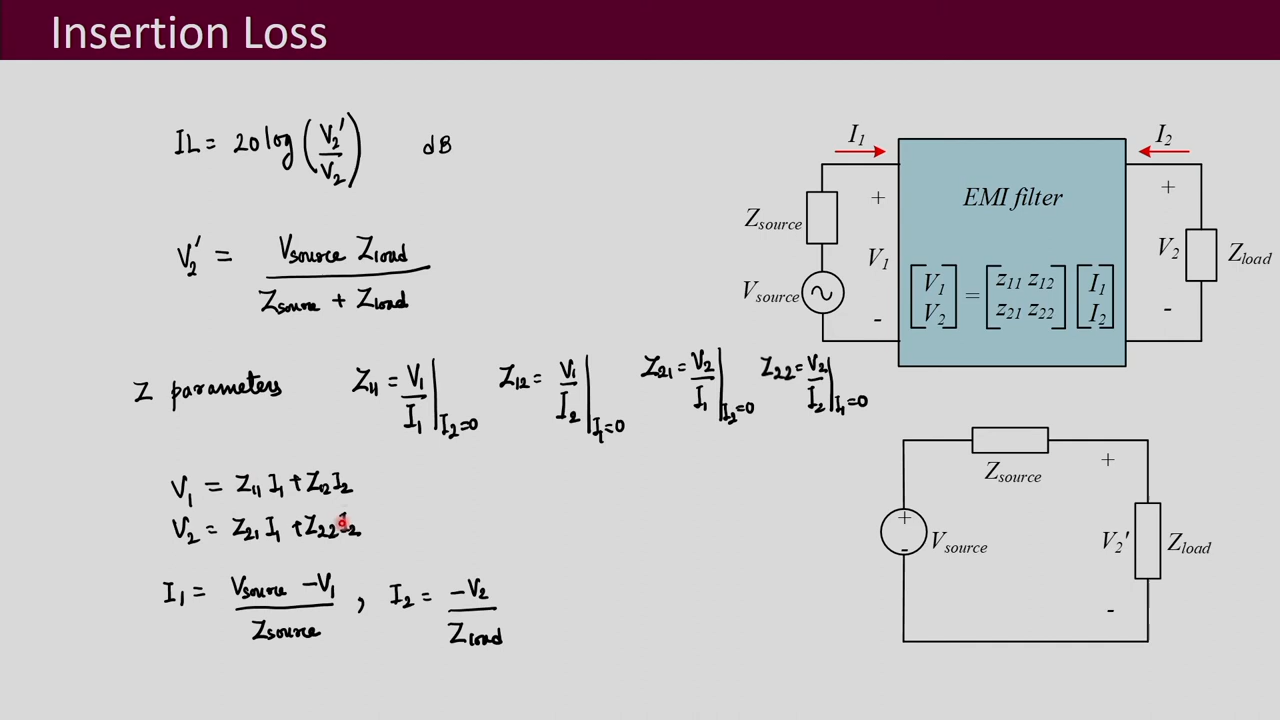 Insertion Loss
IL = 20 log (V2'/V2) dB
V2' = Vsource Zload / Zsource + Zload
Z parameters Z11 = V1/I1 |I2=0 Z12 = V1/I2 |I1=0 Z21 = V2/I1 |I2=0 Z22 = V2/I2 |I1=0
V1 = Z11 I1 + Z12 I2
V2 = Z21 I1 + Z22 I2
I1 = Vsource - V1 / Zsource , I2 = -V2 / Zload
I1
I2
EMI filter
+
+
Zsource
V1
V2
Zload
Vsource
[V1 V2] = [z11 z12 z21 z22] [I1 I2]
-
-
Zsource
+
+
-
Vsource
V2'
Zload
-